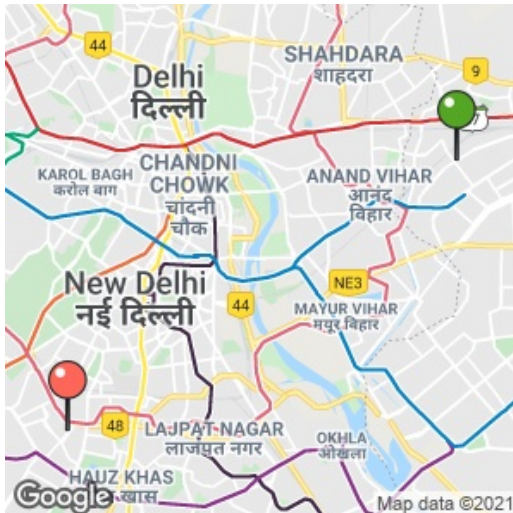 44
SHAHDARA
शाहदरा
9
Delhi
दिल्ली
KAROL BAGH
करोल बाग
CHANDNI
CHOWK
चांदनी
चौक
ANAND VIHAR
आनंद
विहार
New Delhi
नई दिल्ली
44
NE3
MAYUR VIHAR
मयूर विहार
48
LAJPAT NAGAR
लाजपत नगर
OKHLA
ओखला
HAUZ KHAS
खास
Google
Map data ©2021